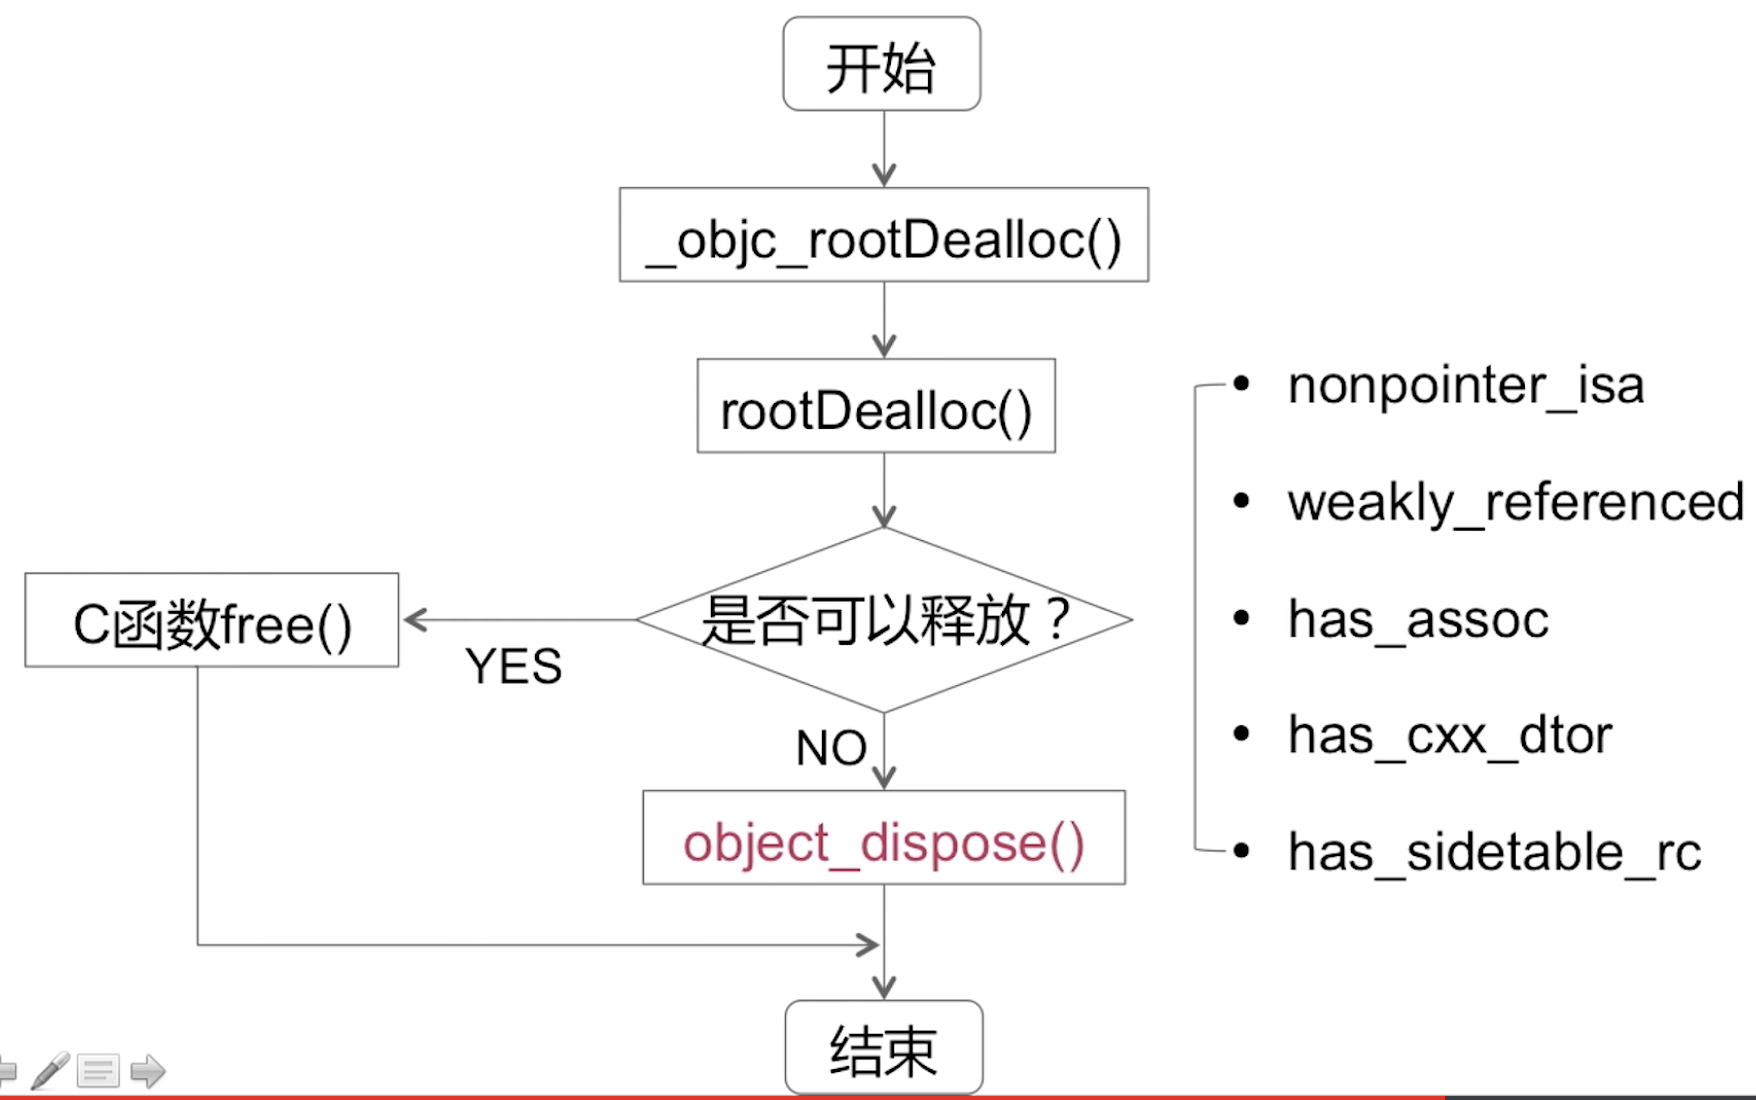 开始
_objc_rootDealloc()
rootDealloc()
是否可以释放？
YES
C函数free()
NO
object_dispose()
结束
• nonpointer_isa
• weakly_referenced
• has_assoc
• has_cxx_dtor
• has_sidetable_rc